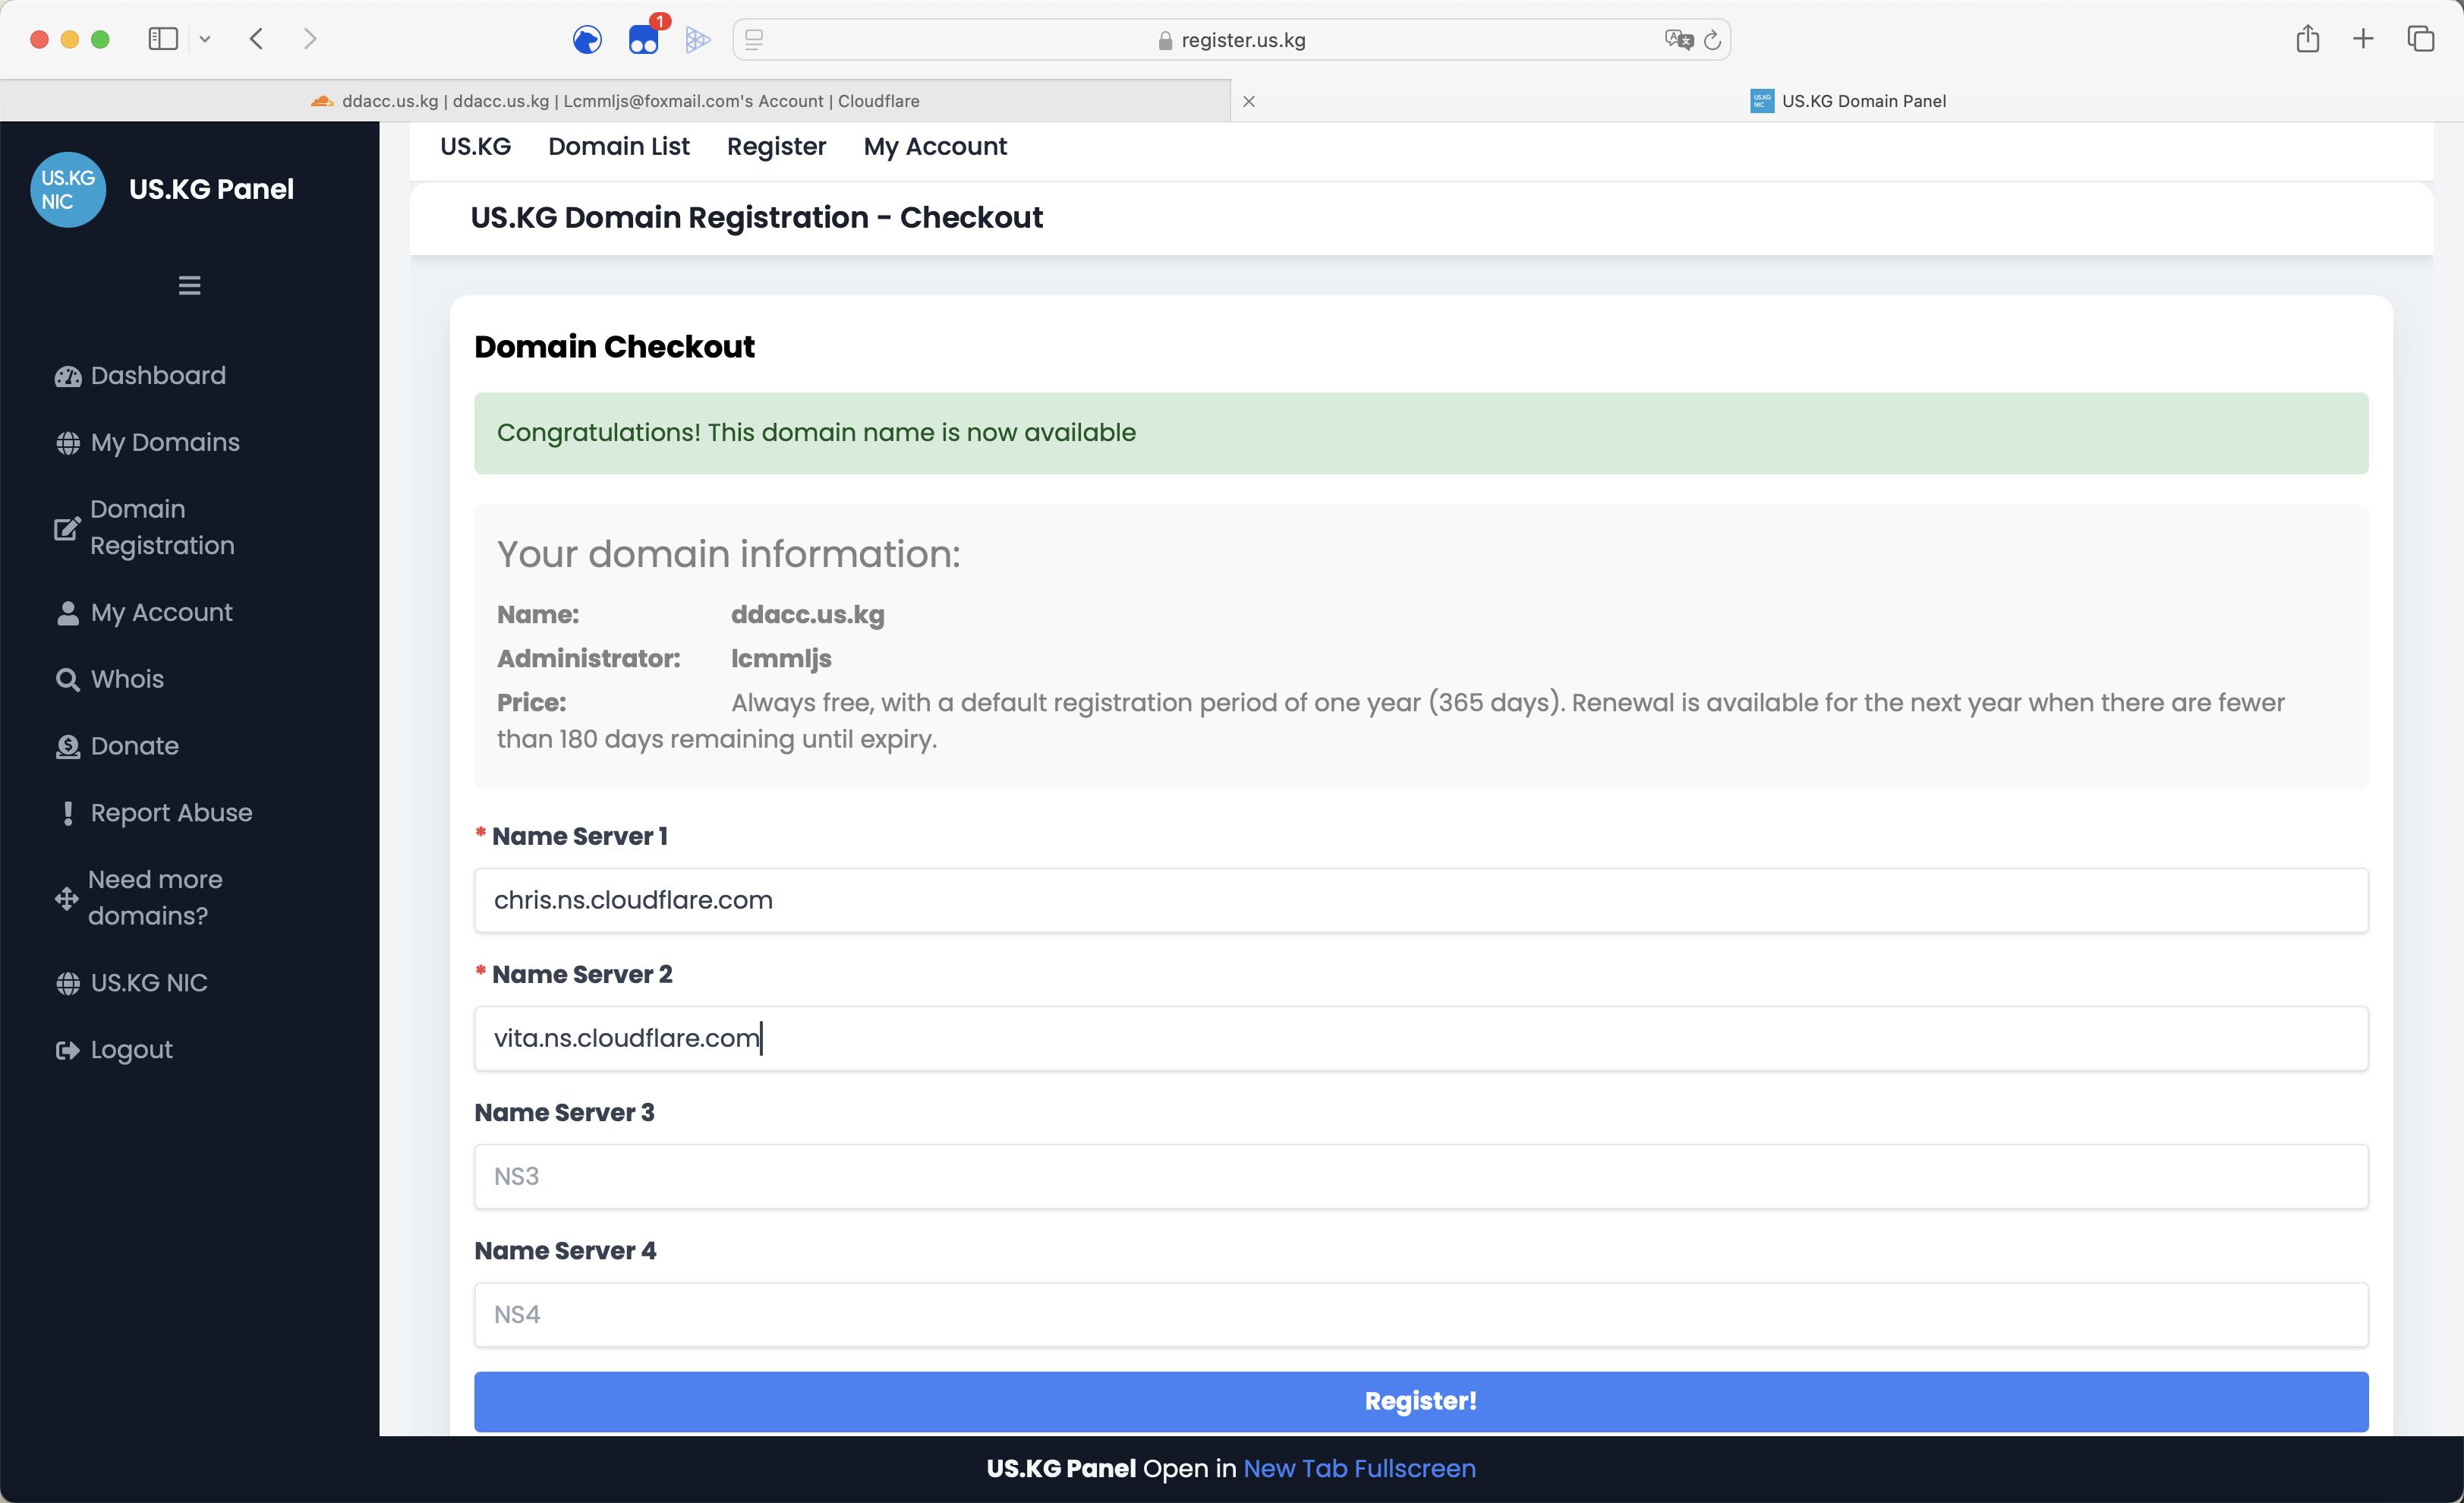 1
register.us.kg
ddacc.us.kg | ddacc.us.kg | Lcmmljs@foxmail.com's Account | Cloudflare
US.KG NIC
US.KG Domain Panel
US.KG
NIC
US.KG Panel
Dashboard
My Domains
Domain
Registration
My Account
Whois
Donate
Report Abuse
Need more
domains?
US.KG NIC
Logout
US.KG
Domain List
Register
My Account
US.KG Domain Registration - Checkout
Domain Checkout
Congratulations! This domain name is now available
Your domain information:
Name: ddacc.us.kg
Administrator: lcmmljs
Price: Always free, with a default registration period of one year (365 days). Renewal is available for the next year when there are fewer
than 180 days remaining until expiry.
* Name Server 1
chris.ns.cloudflare.com
* Name Server 2
vita.ns.cloudflare.com
Name Server 3
NS3
Name Server 4
NS4
Register!
US.KG Panel Open in New Tab Fullscreen